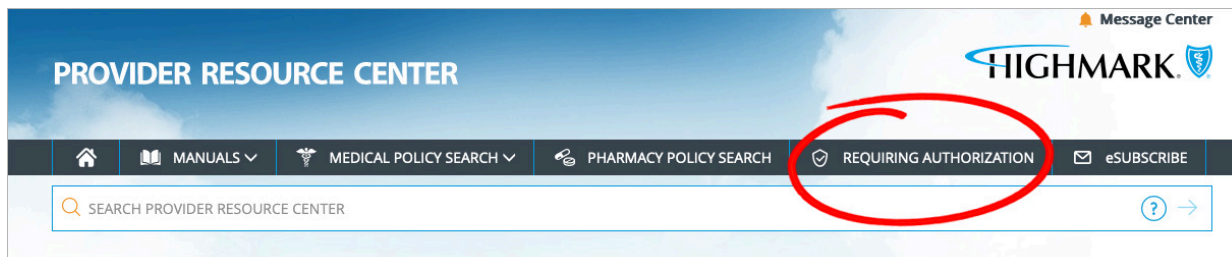 Message Center
PROVIDER RESOURCE CENTER
HIGHMARK.
MANUALS MEDICAL POLICY SEARCH PHARMACY POLICY SEARCH REQUIRING AUTHORIZATION eSUBSCRIBE
SEARCH PROVIDER RESOURCE CENTER ?